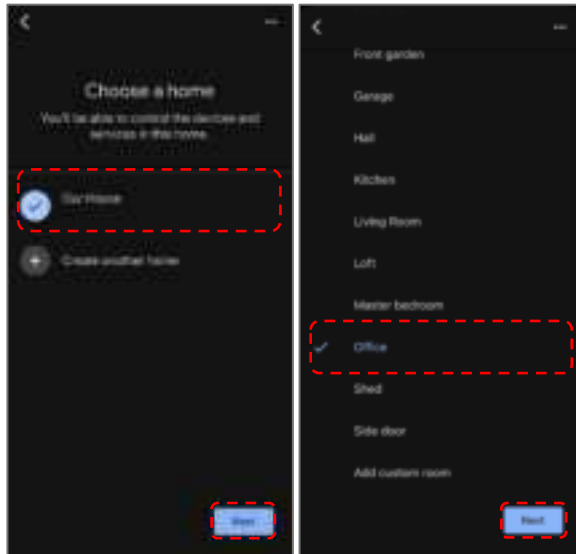 Choose a home
You'll be able to control the devices and
services in this home.
Our House
Create another home
Next
Front garden
Garage
Hall
Kitchen
Living Room
Loft
Master bedroom
Office
Shed
Side door
Add custom room
Next